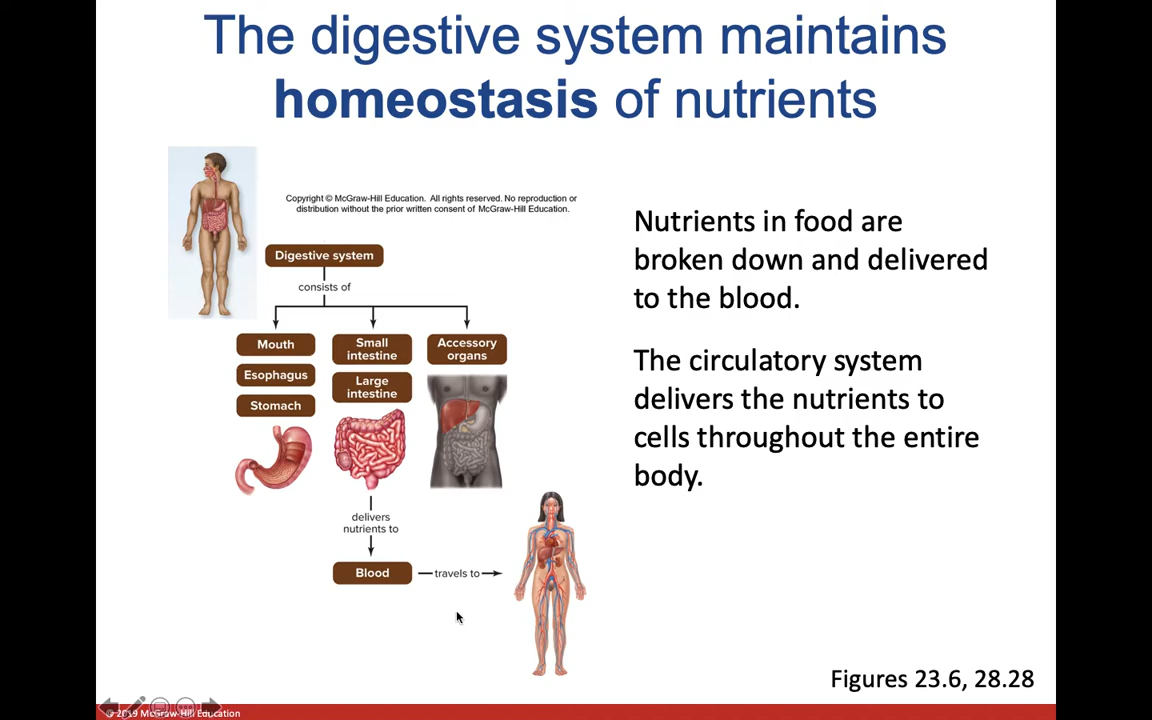 The digestive system maintains
homeostasis of nutrients
Copyright © McGraw-Hill Education. All rights reserved. No reproduction or
distribution without the prior written consent of McGraw-Hill Education.
Digestive system
consists of
Mouth
Esophagus
Stomach
Small
intestine
Large
intestine
Accessory
organs
delivers
nutrients to
Blood
travels to
Nutrients in food are
broken down and delivered
to the blood.
The circulatory system
delivers the nutrients to
cells throughout the entire
body.
Figures 23.6, 28.28
© 2019 McGraw-Hill Education